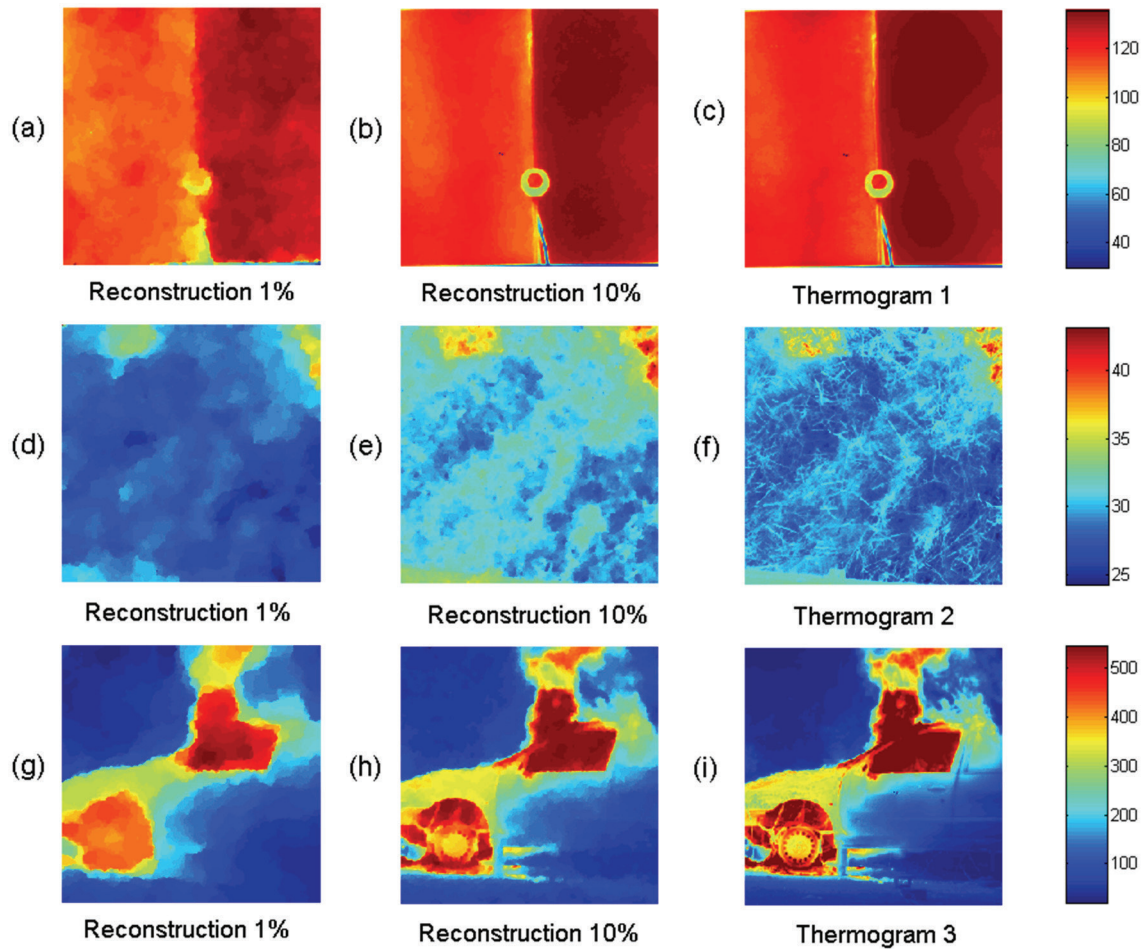 (a)
(b)
(c)
120
100
80
60
40
Reconstruction 1%
Reconstruction 10%
Thermogram 1
(d)
(e)
(f)
40
35
30
25
Reconstruction 1%
Reconstruction 10%
Thermogram 2
(g)
(h)
(i)
500
400
300
200
100
Reconstruction 1%
Reconstruction 10%
Thermogram 3